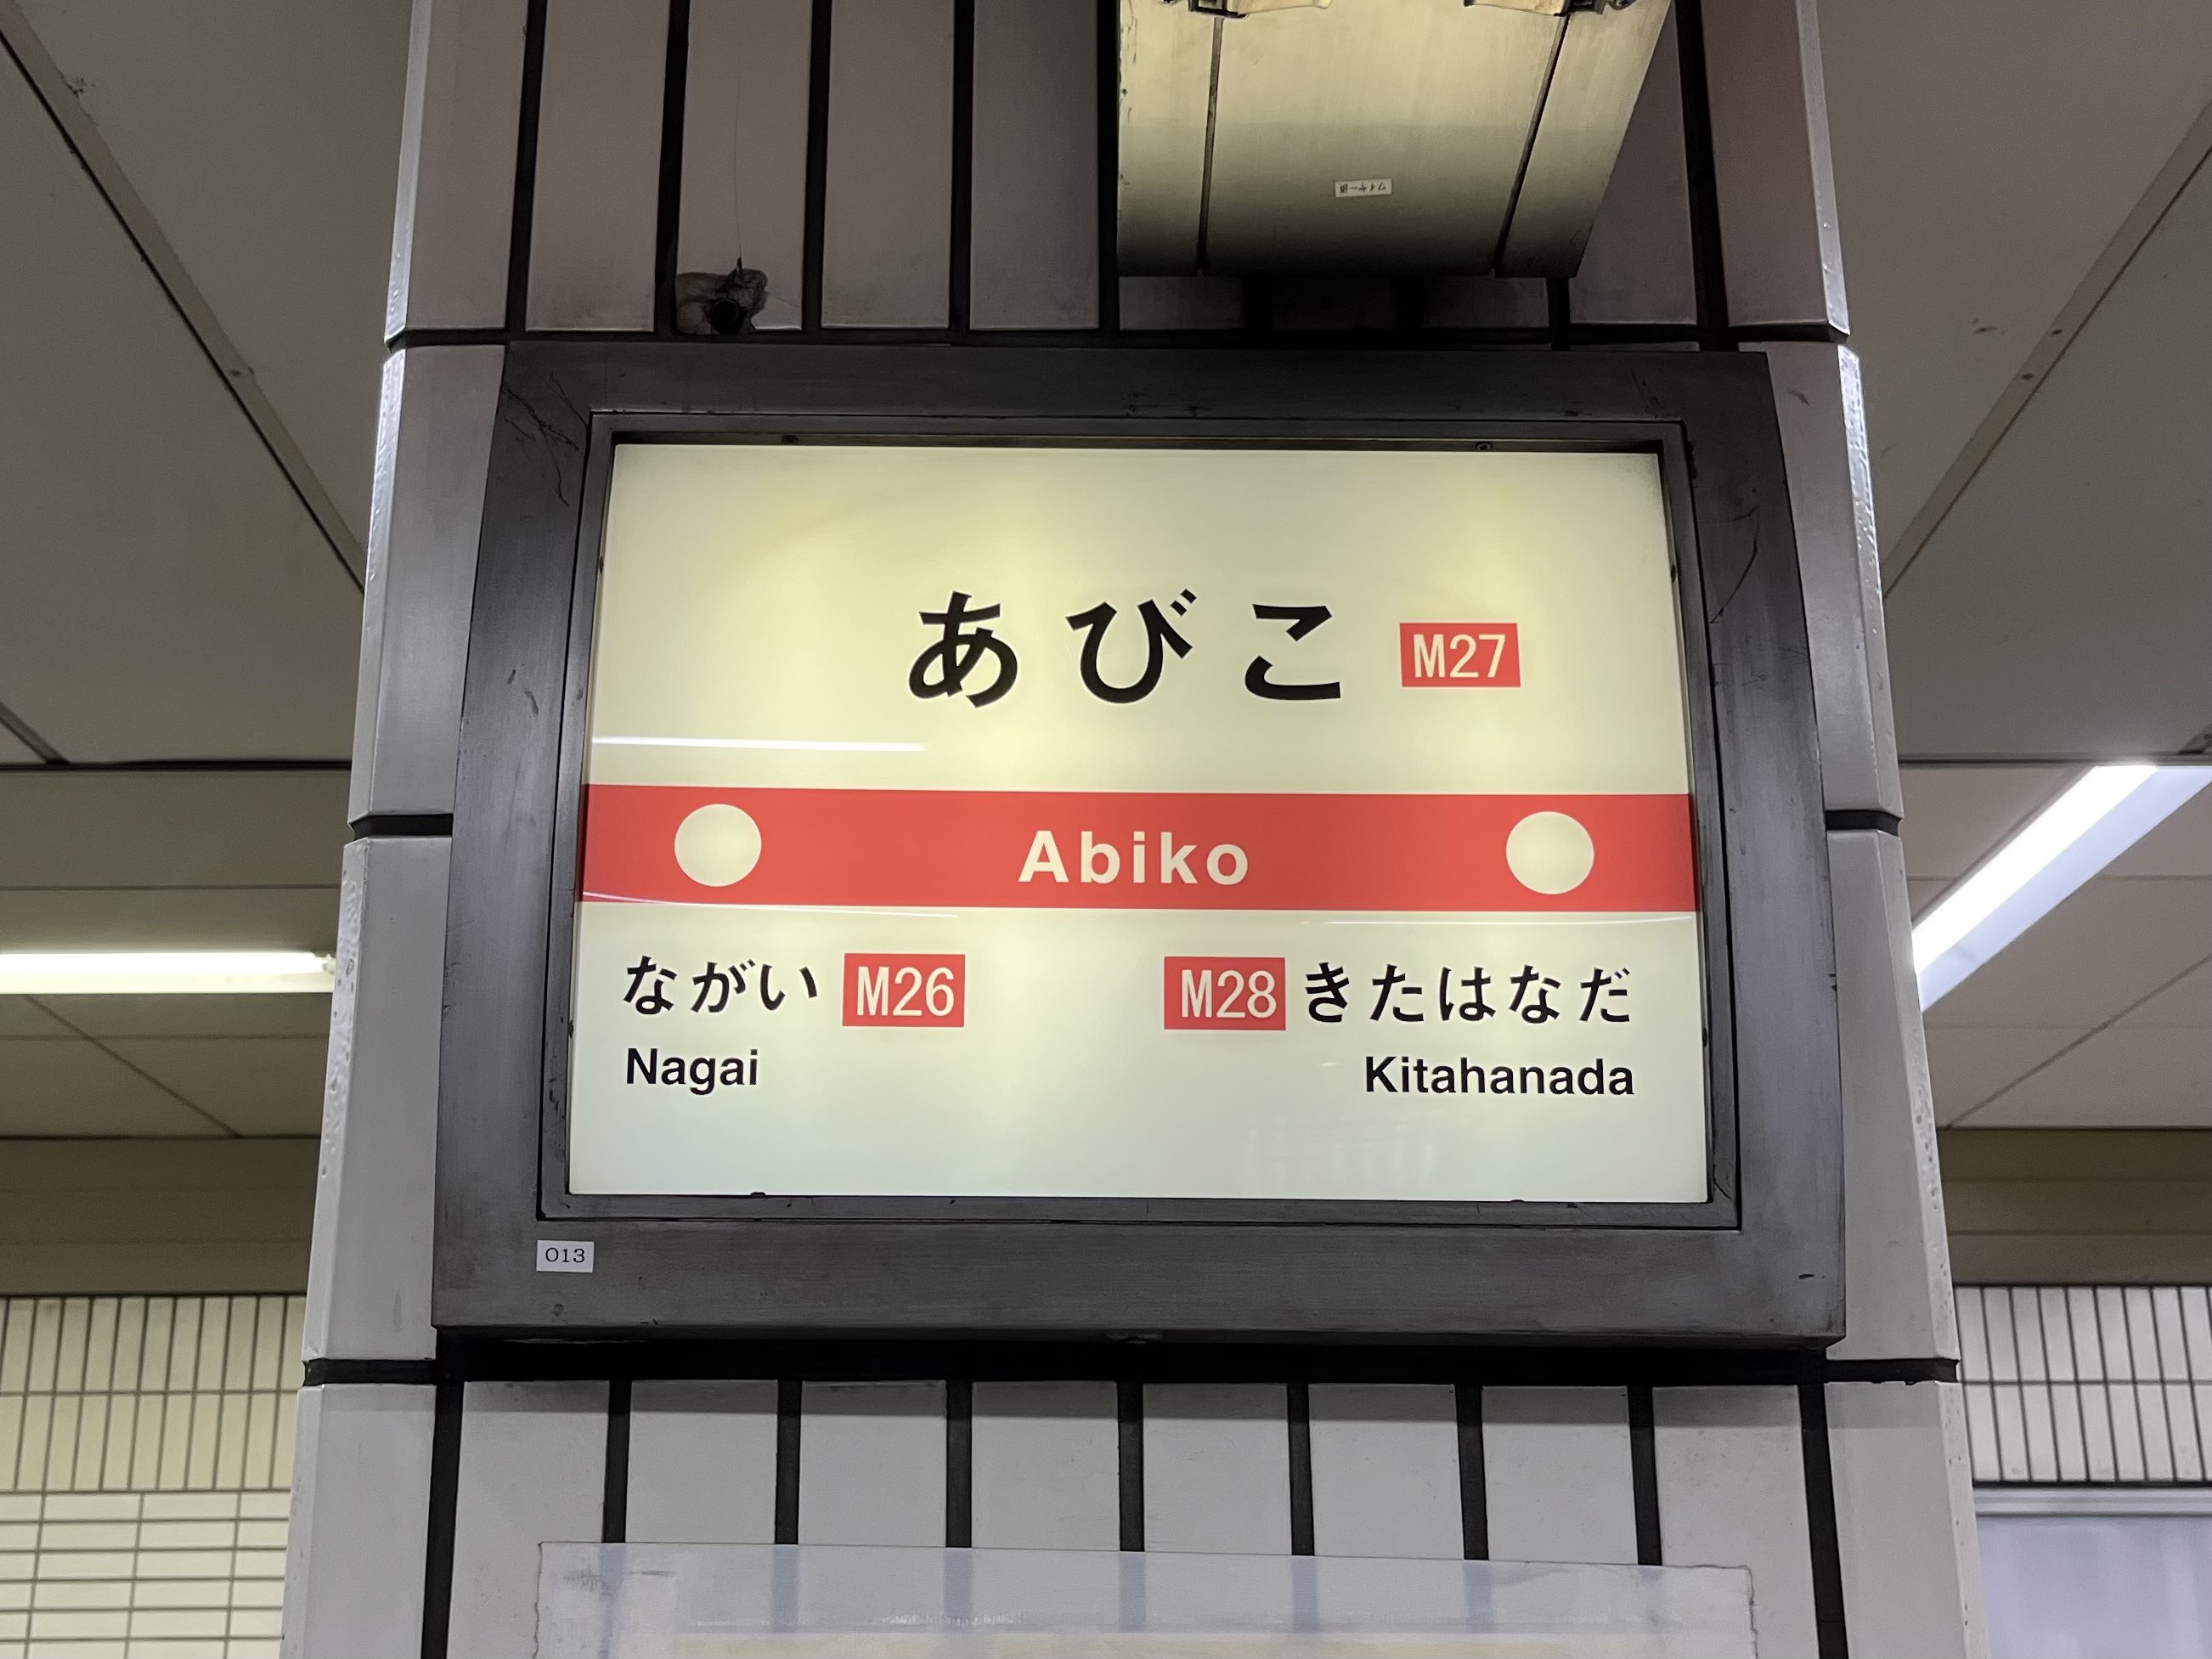 あびこ M27
Abiko
ながい M26
Nagai
M28 きたはなだ
Kitahanada
013